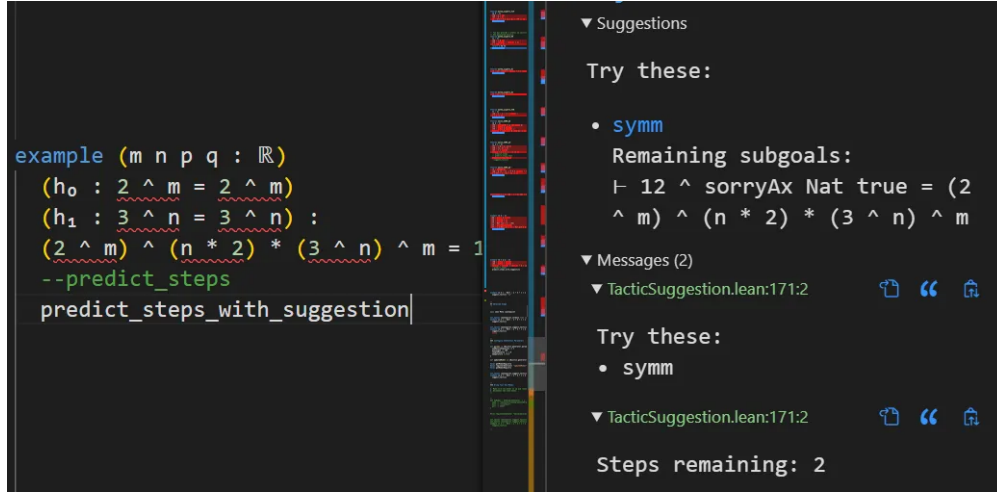 example (m n p q : ℝ)
(h₀ : 2 ^ m = 2 ^ m)
(h₁ : 3 ^ n = 3 ^ n) :
(2 ^ m) ^ (n * 2) * (3 ^ n) ^ m = 1
--predict_steps
predict_steps_with_suggestion
▼ Suggestions
Try these:
• symm
Remaining subgoals:
⊢ 12 ^ sorryAx Nat true = (2
^ m) ^ (n * 2) * (3 ^ n) ^ m
▼ Messages (2)
▼ TacticSuggestion.lean:171:2
Try these:
• symm
▼ TacticSuggestion.lean:171:2
Steps remaining: 2